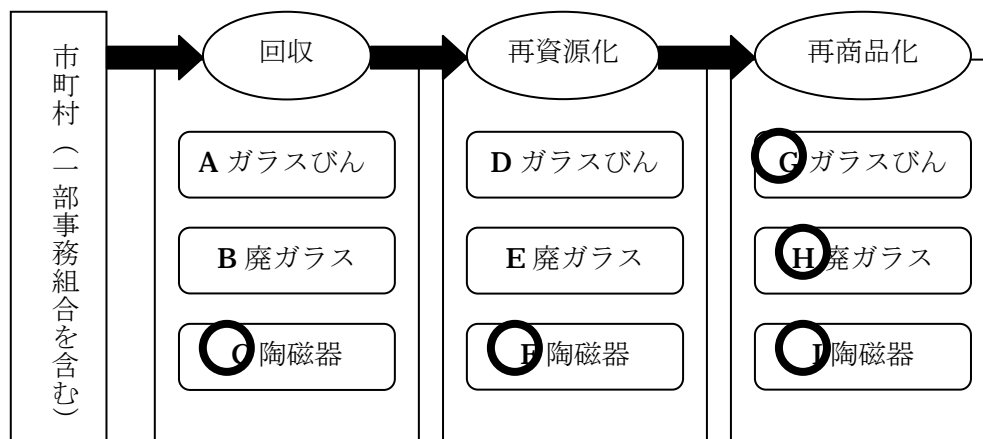 市町村（一部事務組合を含む）
回収
再資源化
再商品化
A ガラスびん
D ガラスびん
G ガラスびん
B 廃ガラス
E 廃ガラス
H 廃ガラス
C 陶磁器
F 陶磁器
I 陶磁器